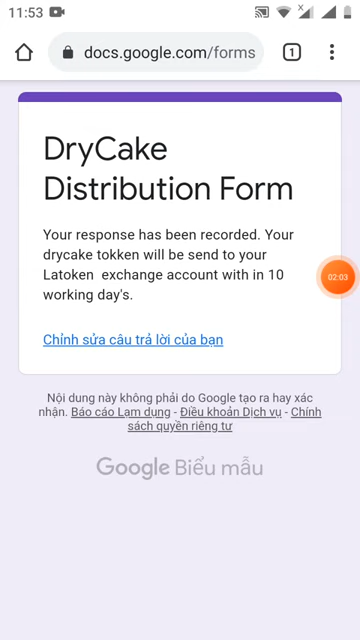 11:53
docs.google.com/forms
1
DryCake
Distribution Form
Your response has been recorded. Your
drycake tokken will be send to your
Latoken exchange account with in 10
working day's.
02:03
Chỉnh sửa câu trả lời của bạn
Nội dung này không phải do Google tạo ra hay xác
nhận. Báo cáo Lạm dụng - Điều khoản Dịch vụ - Chính
sách quyền riêng tư
Google Biểu mẫu